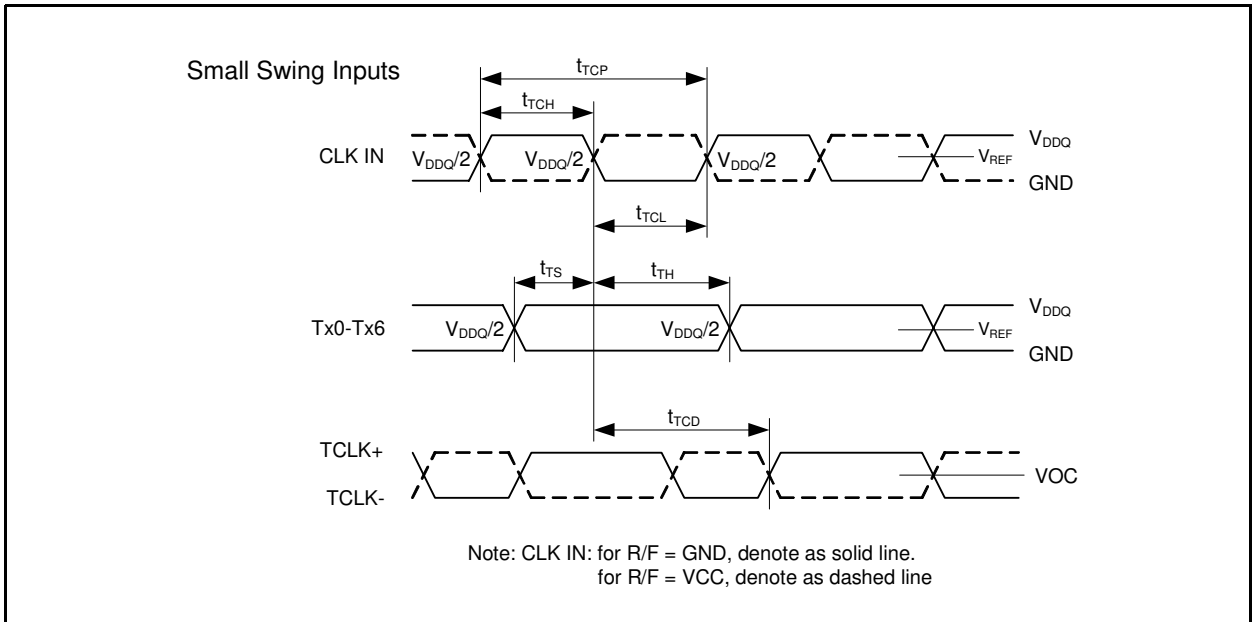 Small Swing Inputs
tTCP
tTCH
CLK IN
VDDQ/2
VDDQ/2
VDDQ/2
VDDQ
VREF
GND
tTCL
tTS
tTH
Tx0-Tx6
VDDQ/2
VDDQ/2
VDDQ
VREF
GND
tTCD
TCLK+
TCLK-
VOC
Note: CLK IN: for R/F = GND, denote as solid line.
for R/F = VCC, denote as dashed line